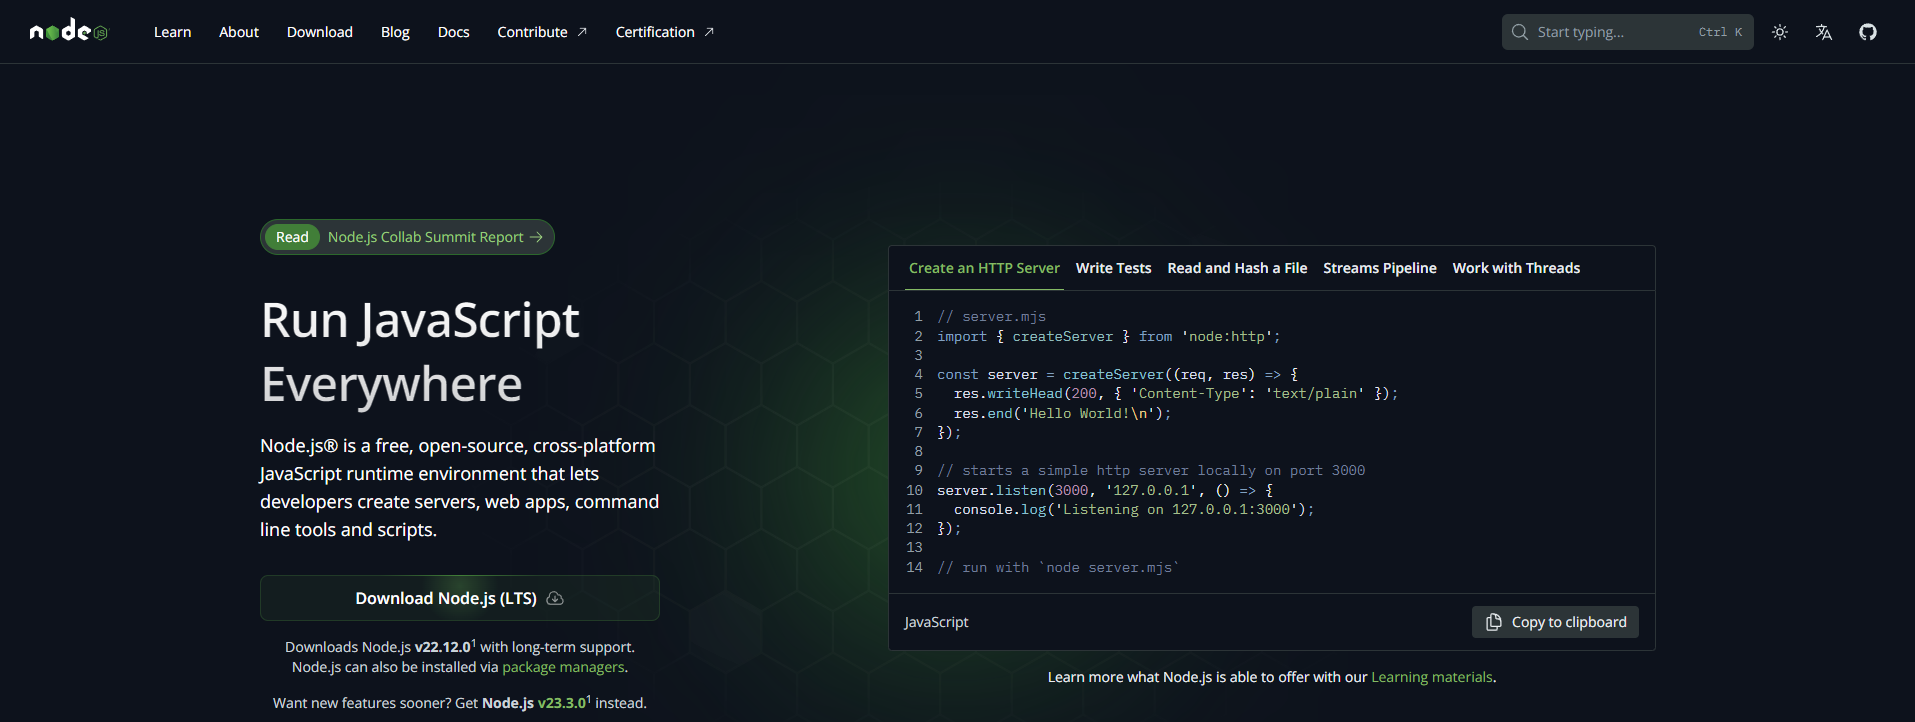 node JS
Learn About Download Blog Docs Contribute ↗ Certification ↗
Start typing... Ctrl K
Read Node.js Collab Summit Report →
Run JavaScript
Everywhere
Node.js® is a free, open-source, cross-platform
JavaScript runtime environment that lets
developers create servers, web apps, command
line tools and scripts.
Download Node.js (LTS)
Downloads Node.js v22.12.0¹ with long-term support.
Node.js can also be installed via package managers.
Want new features sooner? Get Node.js v23.3.0¹ instead.
Create an HTTP Server Write Tests Read and Hash a File Streams Pipeline Work with Threads
1 // server.mjs
2 import { createServer } from 'node:http';
3
4 const server = createServer((req, res) => {
5   res.writeHead(200, { 'Content-Type': 'text/plain' });
6   res.end('Hello World!\n');
7 });
8
9 // starts a simple http server locally on port 3000
10 server.listen(3000, '127.0.0.1', () => {
11   console.log('Listening on 127.0.0.1:3000');
12 });
13
14 // run with `node server.mjs`
JavaScript
Copy to clipboard
Learn more what Node.js is able to offer with our Learning materials.